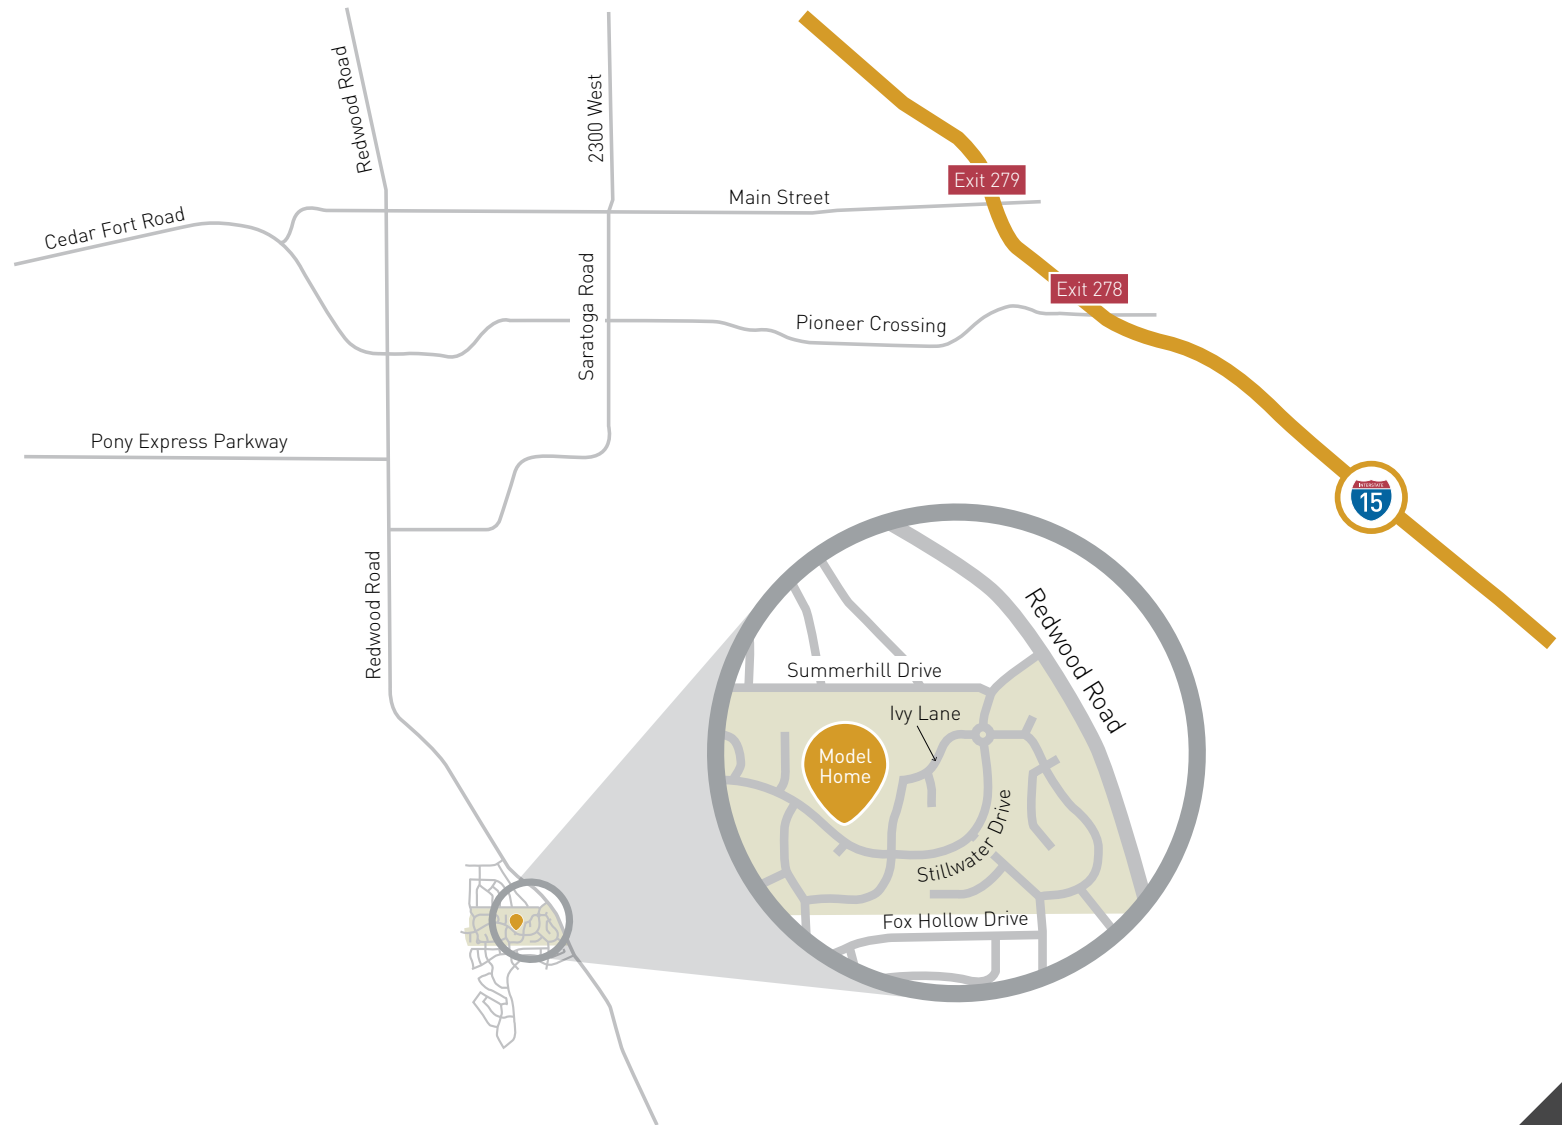 Redwood Road
2300 West
Exit 279
Main Street
Cedar Fort Road
Saratoga Road
Exit 278
Pioneer Crossing
Pony Express Parkway
INTERSTATE
15
Redwood Road
Redwood Road
Summerhill Drive
Ivy Lane
Model
Home
Stillwater Drive
Fox Hollow Drive